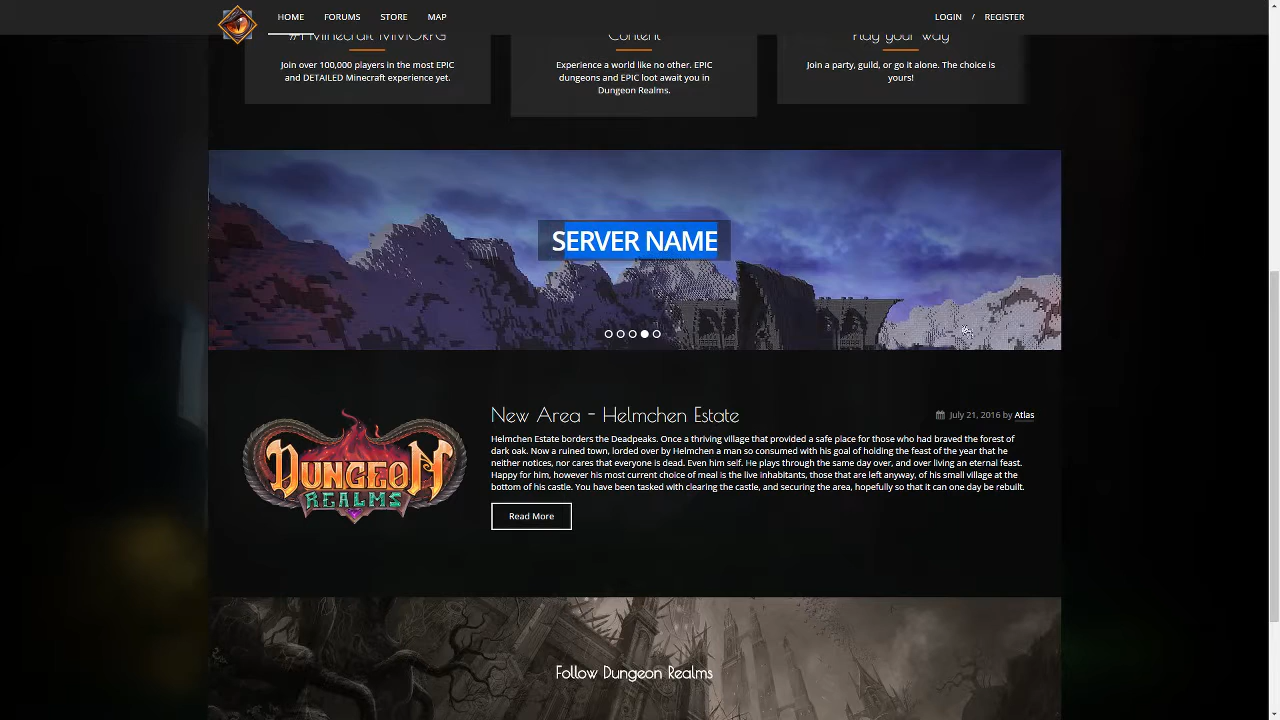 HOME FORUMS STORE MAP LOGIN / REGISTER
#1 Minecraft MMORPG Content Play your way
Join over 100,000 players in the most EPIC
and DETAILED Minecraft experience yet.
Experience a world like no other. EPIC
dungeons and EPIC loot await you in
Dungeon Realms.
Join a party, guild, or go it alone. The choice is
yours!
SERVER NAME
DUNGEON
REALMS
New Area - Helmchen Estate
July 21, 2016 by Atlas
Helmchen Estate borders the Deadpeaks. Once a thriving village that provided a safe place for those who had braved the forest of
dark oak. Now a ruined town, lorded over by Helmchen a man so consumed with his goal of holding the feast of the year that he
neither notices, nor cares that everyone is dead. Even him self. He plays through the same day over, and over living an eternal feast.
Happy for him, however his most current choice of meal is the live inhabitants, those that are left anyway, of his small village at the
bottom of his castle. You have been tasked with clearing the castle, and securing the area, hopefully so that it can one day be rebuilt.
Read More
Follow Dungeon Realms